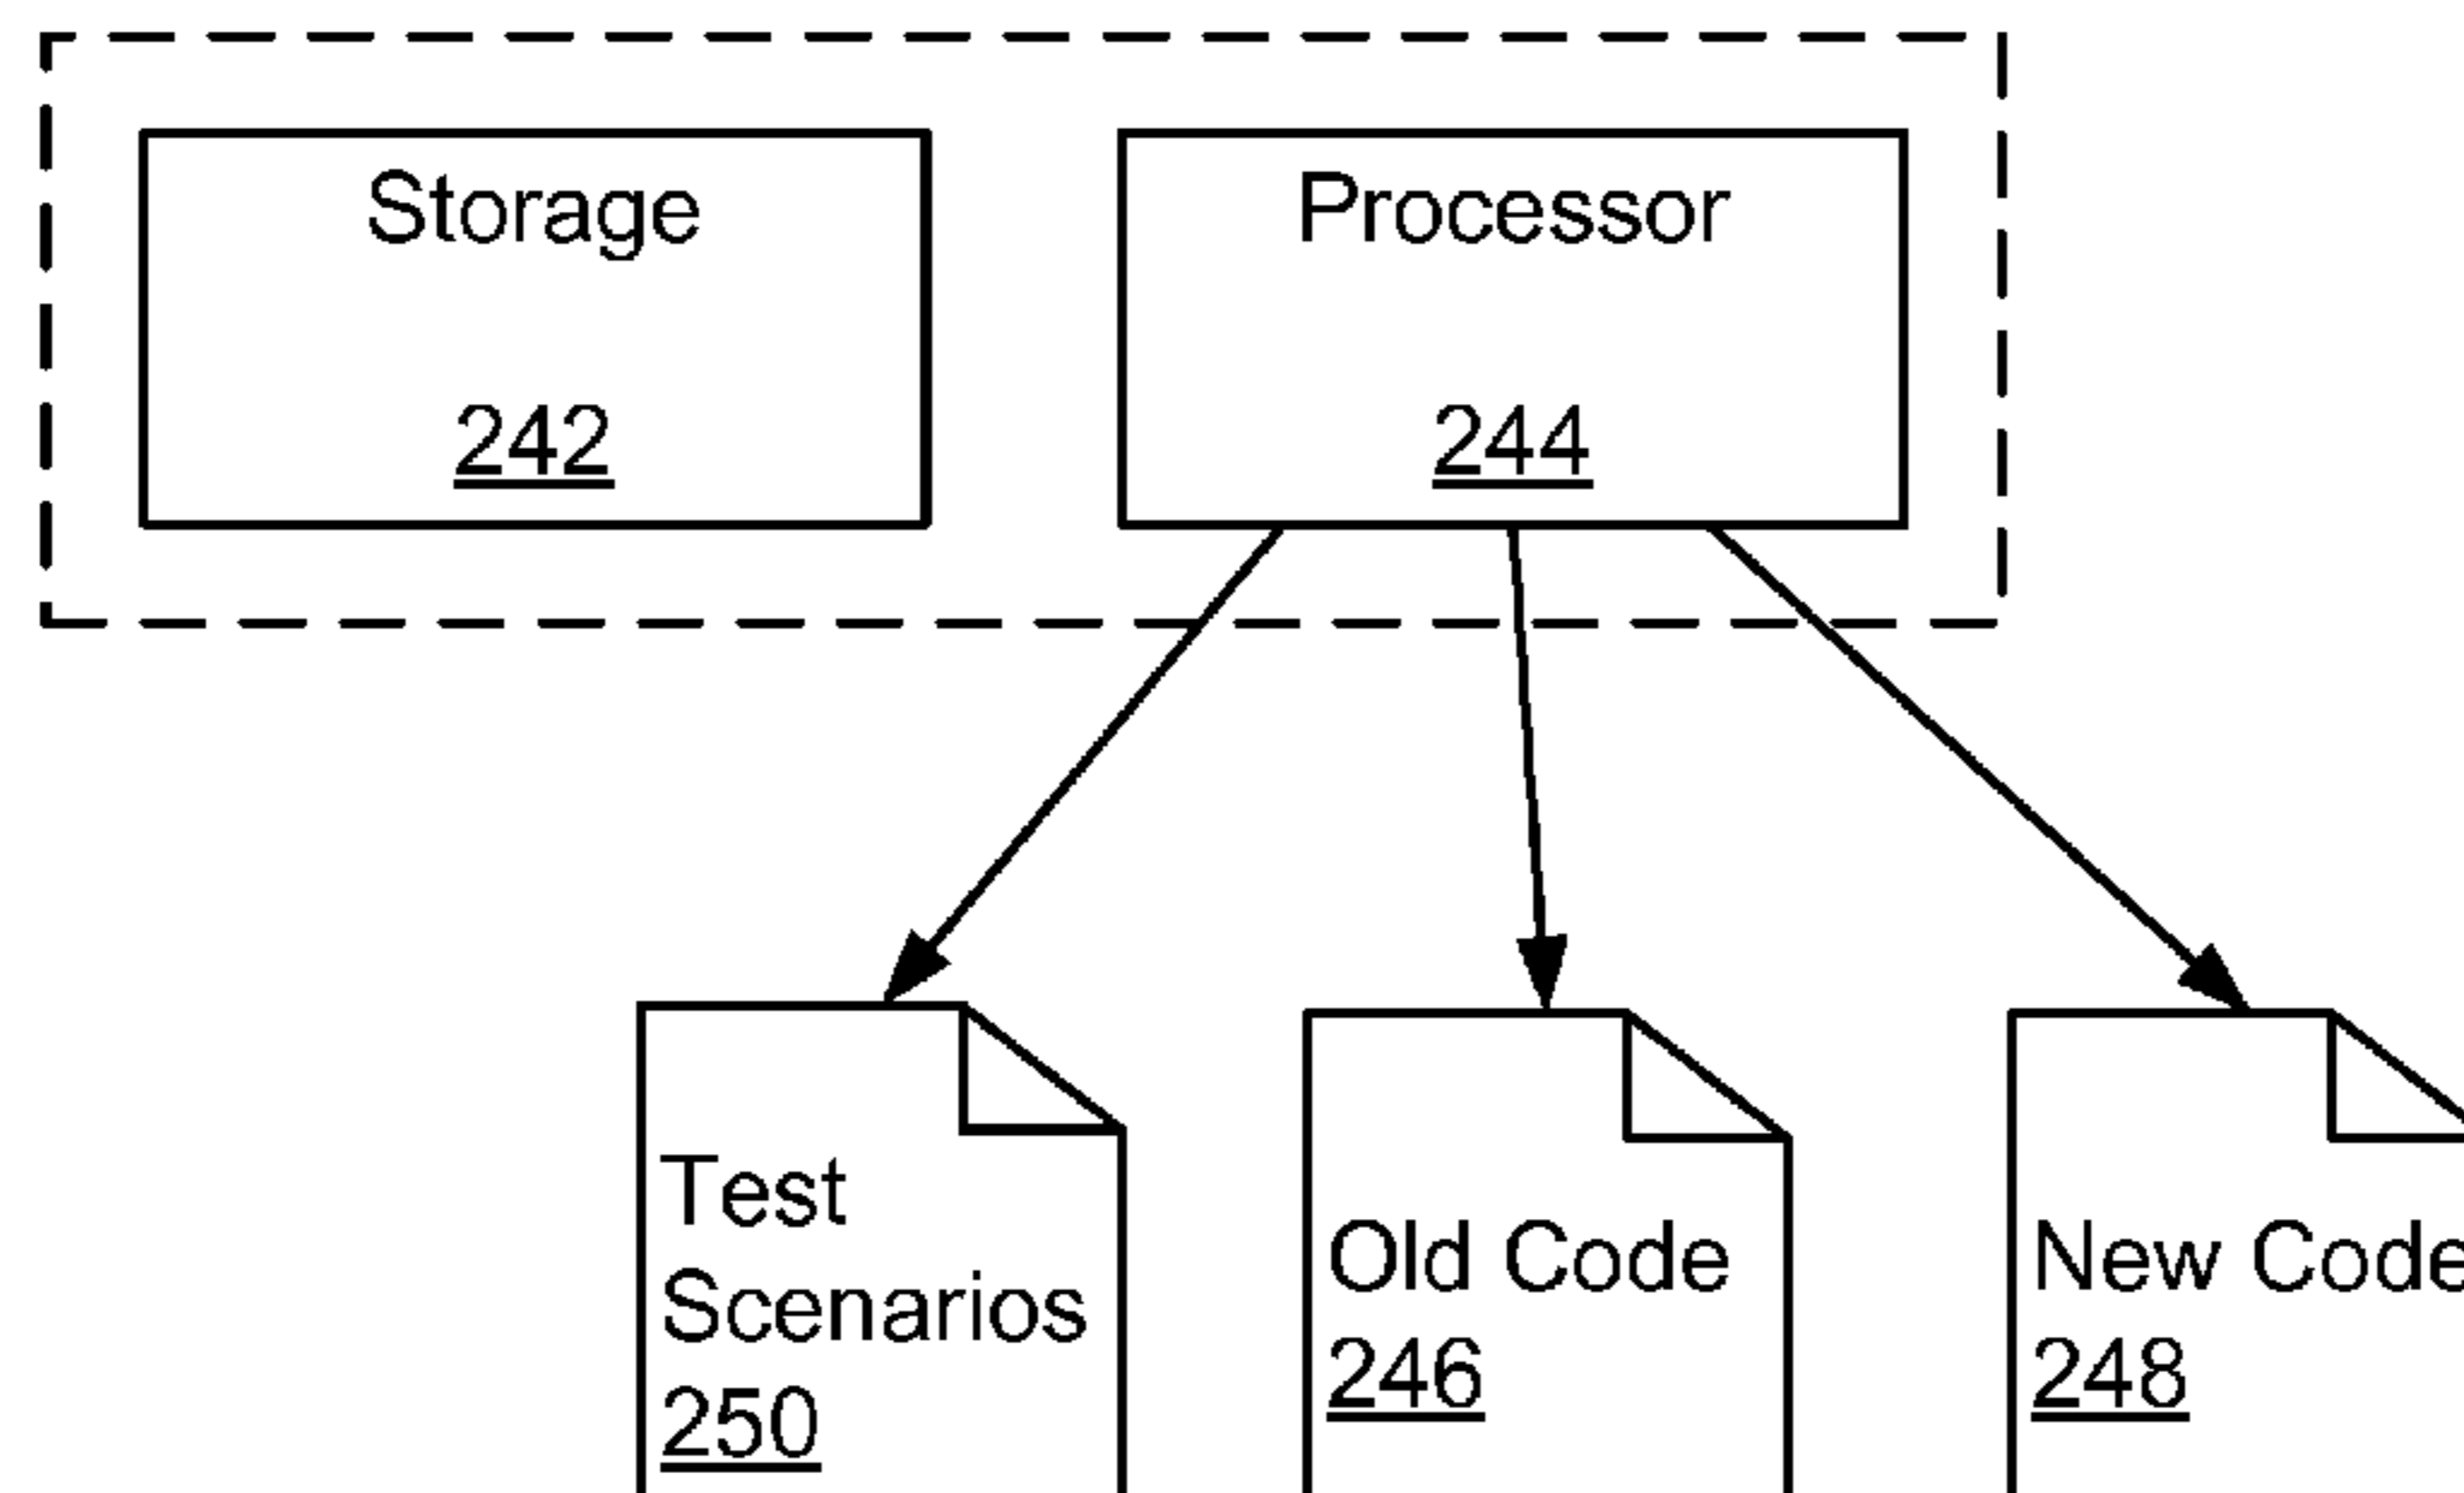 Storage
242
Processor
244
Test
Scenarios
250
Old Code
246
New Code
248